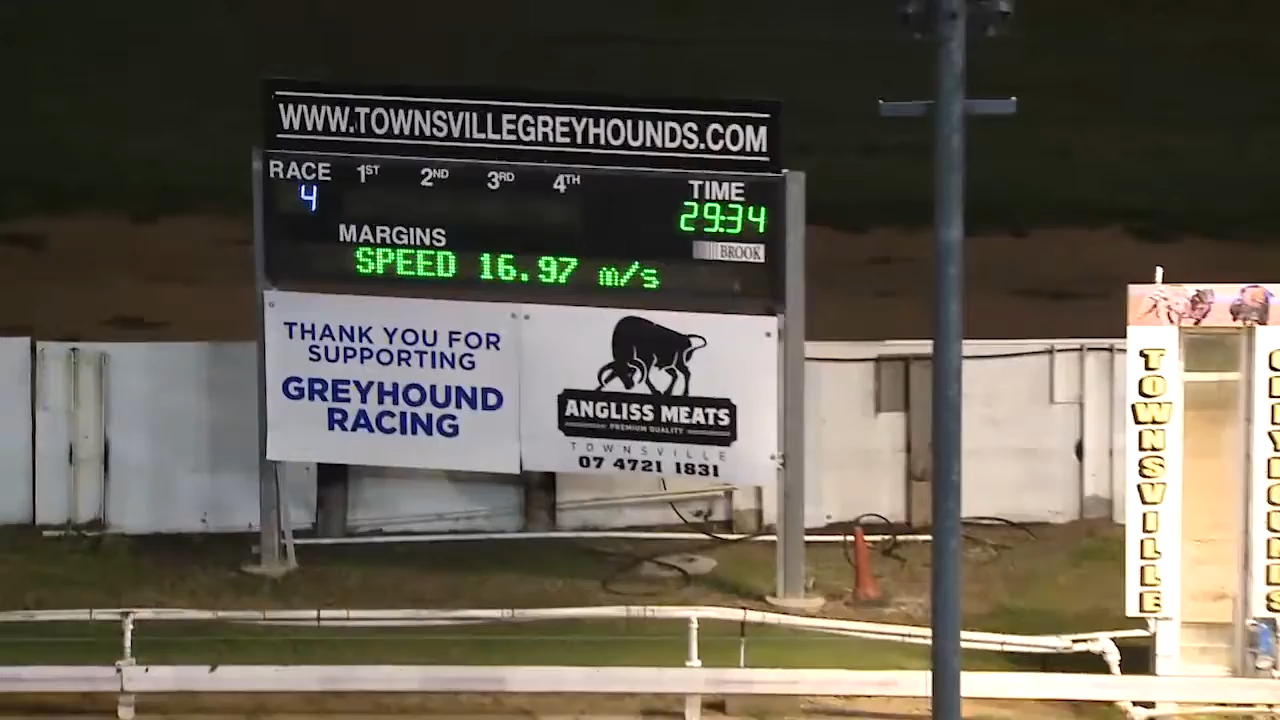 WWW.TOWNSVILLEGREYHOUNDS.COM
RACE 1ST 2ND 3RD 4TH TIME
4 29:34
MARGINS BROOK
SPEED 16.97 m/s
THANK YOU FOR
SUPPORTING
GREYHOUND
RACING
ANGLISS MEATS
PREMIUM QUALITY
TOWNSVILLE
07 4721 1831
TOWNSVILLE
GREYHOUNDS